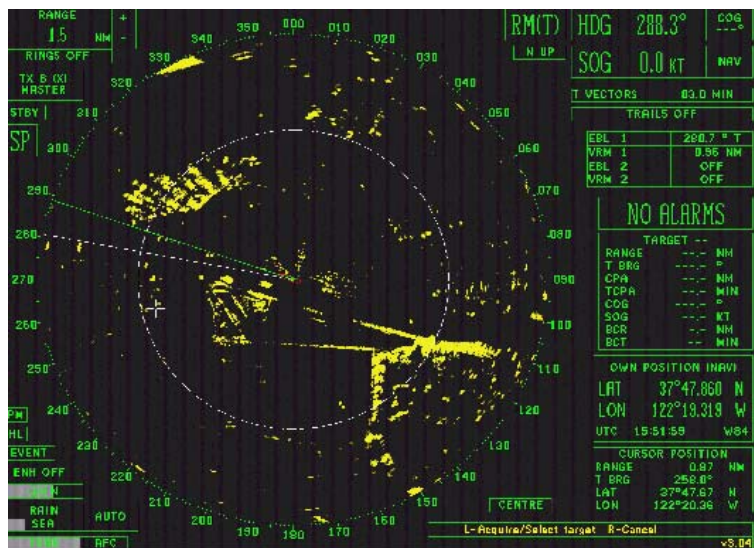 RANGE
1.5 NM
+
-
RINGS OFF
TX B (X)
MASTER
STBY
SP
PM
HL
EVENT
ENH OFF
RAIN
SEA
AUTO
AFC
000
010
020
030
040
050
060
070
080
090
100
110
120
130
140
150
160
170
180
190
200
210
220
230
240
250
260
270
280
290
300
310
320
330
RM(T)
N UP
HDG 288.3°
SOG 0.0 KT
COG
---°
NAV
T VECTORS 03.0 MIN
TRAILS OFF
EBL 1 280.7° T
VRM 1 0.96 NM
EBL 2 OFF
VRM 2 OFF
NO ALARMS
TARGET --
RANGE --.-- NM
T BRG ---.-°
CPA --.-- NM
TCPA ---.-- MIN
COG ---.-°
SOG --.- KT
BCR -.- NM
BCT -- MIN
OWN POSITION (NAV)
LAT 37°47.860 N
LON 122°19.319 W
UTC 15:51:59 W84
CURSOR POSITION
RANGE 0.87 NM
T BRG 258.0°
LAT 37°47.67 N
LON 122°20.36 W
CENTRE
L-Acquire/Select target R-Cancel
v3.04